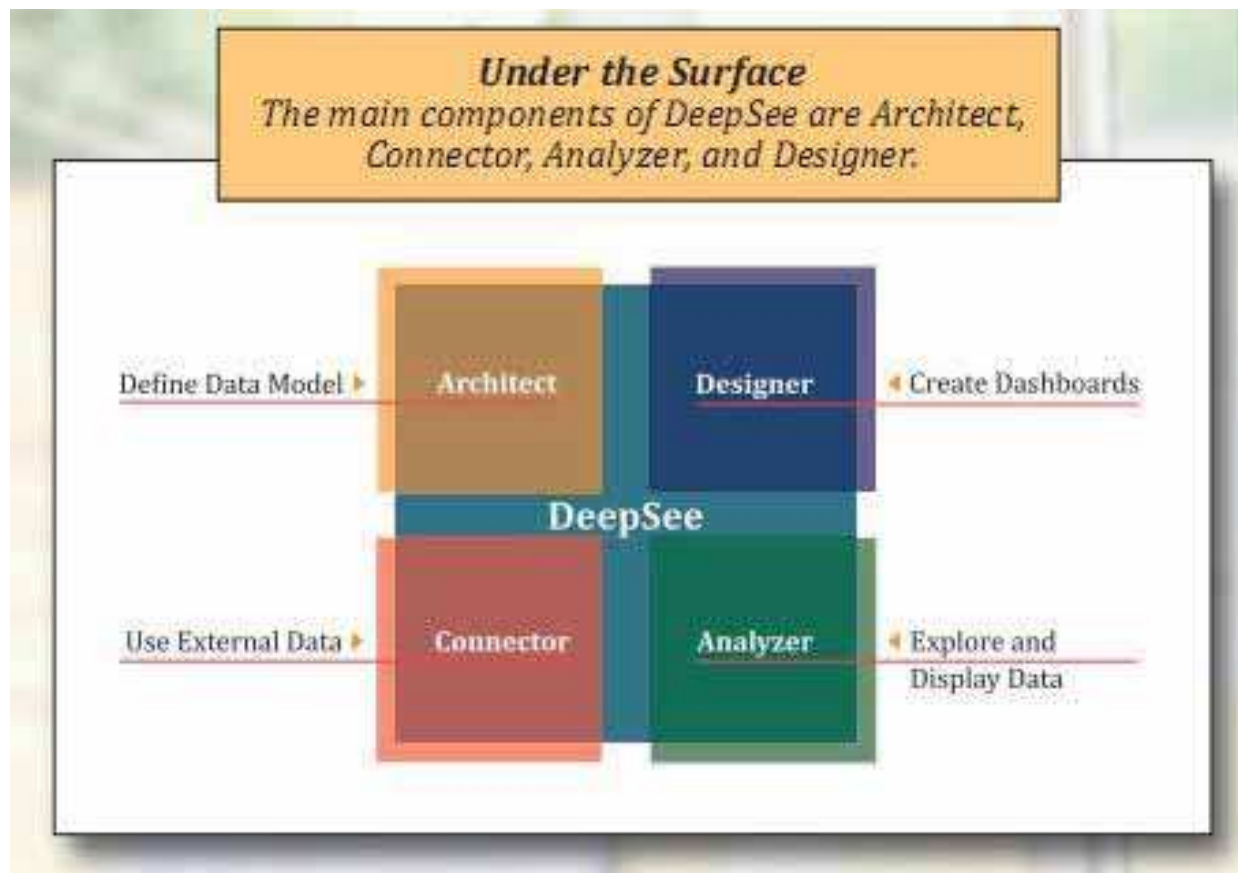 Under the Surface
The main components of DeepSee are Architect,
Connector, Analyzer, and Designer.
Define Data Model
Architect
Designer
Create Dashboards
DeepSee
Use External Data
Connector
Analyzer
Explore and
Display Data